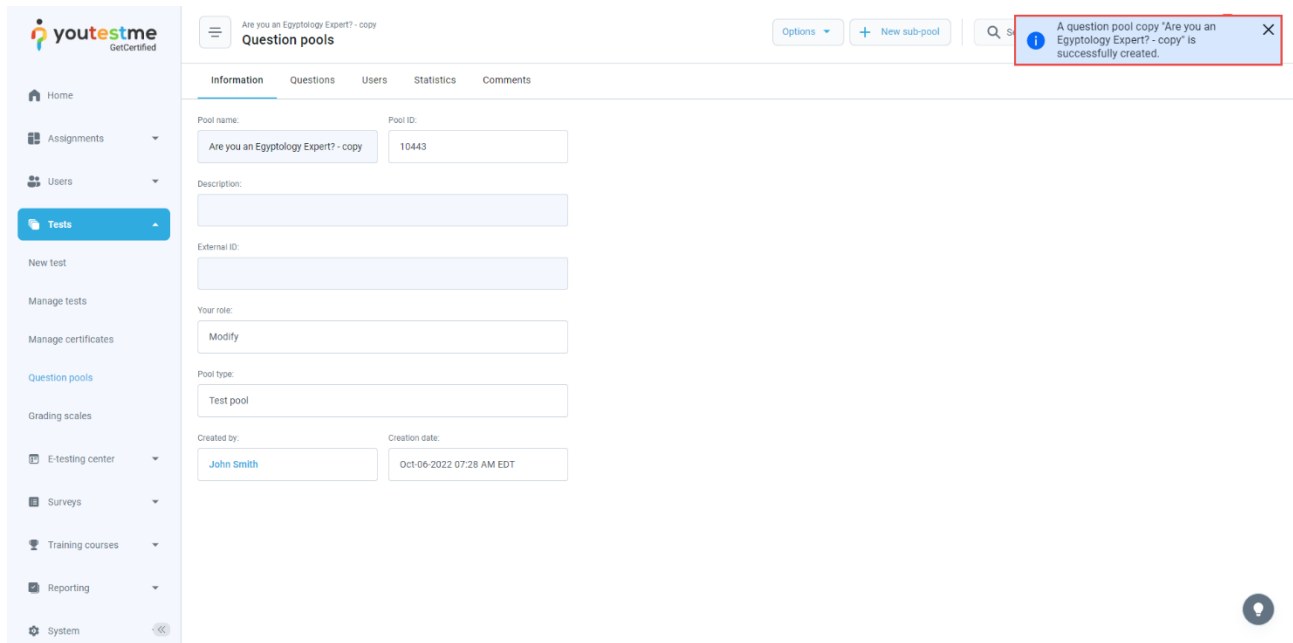 youtestme
GetCertified
Home
Assignments
Users
Tests
New test
Manage tests
Manage certificates
Question pools
Grading scales
E-testing center
Surveys
Training courses
Reporting
System
Are you an Egyptology Expert? - copy
Question pools
Options
New sub-pool
A question pool copy "Are you an
Egyptology Expert? - copy" is
successfully created.
Information Questions Users Statistics Comments
Pool name: Pool ID:
Are you an Egyptology Expert? - copy 10443
Description:
External ID:
Your role:
Modify
Pool type:
Test pool
Created by: Creation date:
John Smith Oct-06-2022 07:28 AM EDT